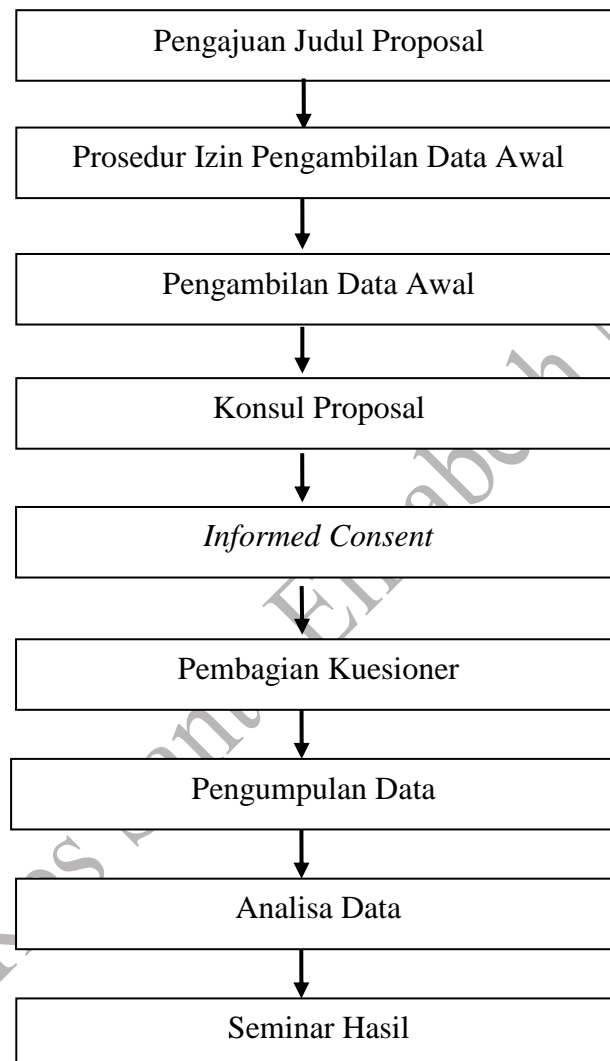 Pengajuan Judul Proposal
Prosedur Izin Pengambilan Data Awal
Pengambilan Data Awal
Konsul Proposal
Informed Consent
Pembagian Kuesioner
Pengumpulan Data
Analisa Data
Seminar Hasil